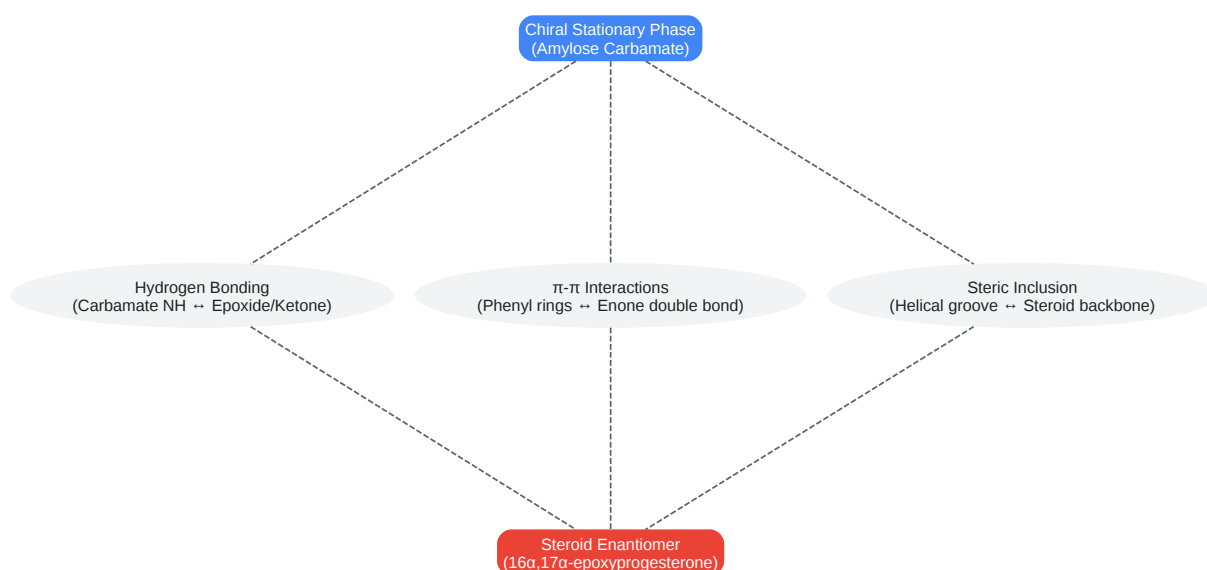 Chiral Stationary Phase
(Amylose Carbamate)
Hydrogen Bonding
(Carbamate NH ↔ Epoxide/Ketone)
π-π Interactions
(Phenyl rings ↔ Enone double bond)
Steric Inclusion
(Helical groove ↔ Steroid backbone)
Steroid Enantiomer
(16α,17α-epoxyprogesterone)